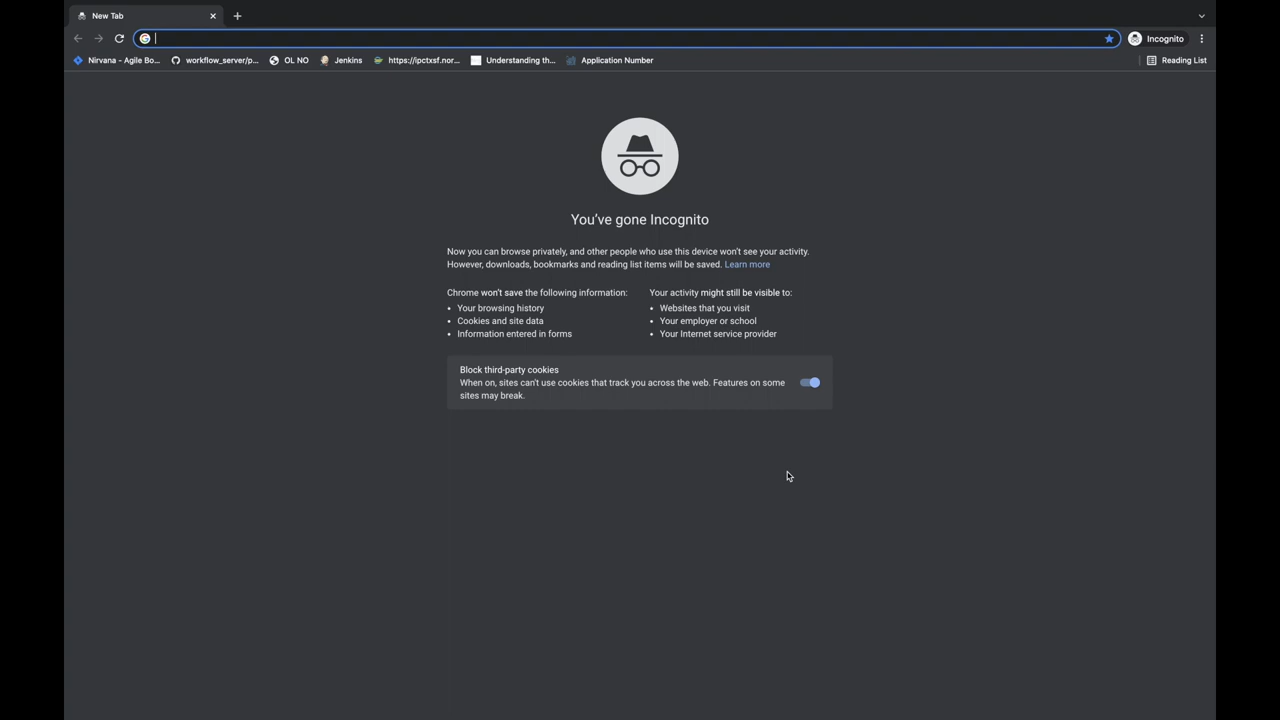 New Tab
Incognito
Nirvana - Agile Bo... workflow_server/p... OL NO Jenkins https://ipctxsf.nor... Understanding th... Application Number Reading List
You've gone Incognito
Now you can browse privately, and other people who use this device won't see your activity.
However, downloads, bookmarks and reading list items will be saved. Learn more
Chrome won't save the following information:
• Your browsing history
• Cookies and site data
• Information entered in forms
Your activity might still be visible to:
• Websites that you visit
• Your employer or school
• Your Internet service provider
Block third-party cookies
When on, sites can't use cookies that track you across the web. Features on some
sites may break.